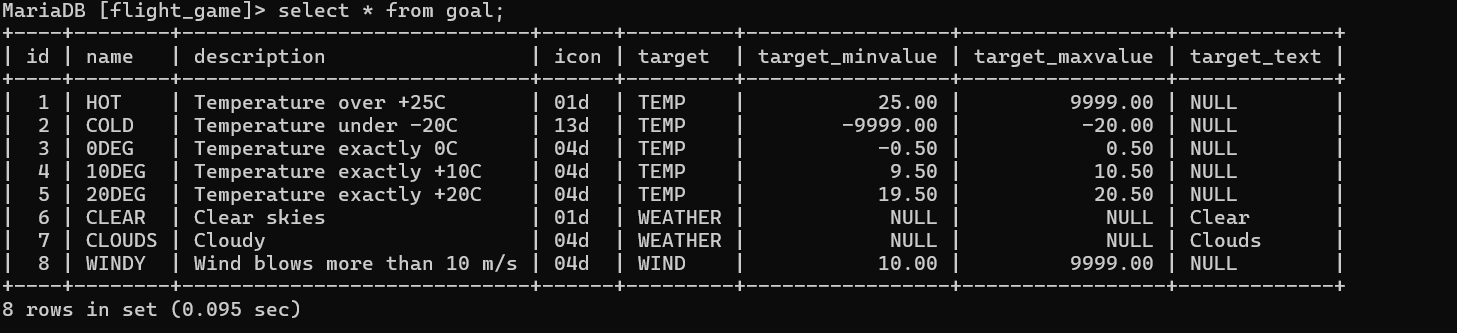 MariaDB [flight_game]> select * from goal;
+----+--------+-----------------------------+------+---------+-----------------+-----------------+-------------+
| id | name   | description                 | icon | target  | target_minvalue | target_maxvalue | target_text |
+----+--------+-----------------------------+------+---------+-----------------+-----------------+-------------+
|  1 | HOT    | Temperature over +25C       | 01d  | TEMP    |           25.00 |         9999.00 | NULL        |
|  2 | COLD   | Temperature under -20C      | 13d  | TEMP    |        -9999.00 |          -20.00 | NULL        |
|  3 | 0DEG   | Temperature exactly 0C      | 04d  | TEMP    |           -0.50 |            0.50 | NULL        |
|  4 | 10DEG  | Temperature exactly +10C    | 04d  | TEMP    |            9.50 |           10.50 | NULL        |
|  5 | 20DEG  | Temperature exactly +20C    | 04d  | TEMP    |           19.50 |           20.50 | NULL        |
|  6 | CLEAR  | Clear skies                 | 01d  | WEATHER |            NULL |            NULL | Clear       |
|  7 | CLOUDS | Cloudy                      | 04d  | WEATHER |            NULL |            NULL | Clouds      |
|  8 | WINDY  | Wind blows more than 10 m/s | 04d  | WIND    |           10.00 |         9999.00 | NULL        |
+----+--------+-----------------------------+------+---------+-----------------+-----------------+-------------+
8 rows in set (0.095 sec)